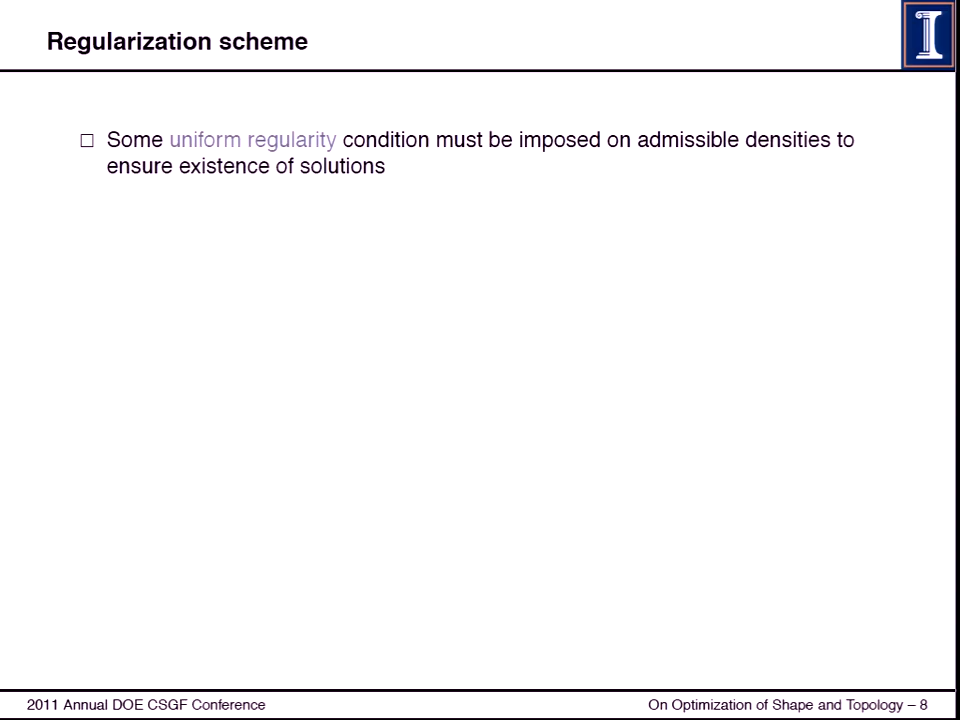 Regularization scheme
I
Some uniform regularity condition must be imposed on admissible densities to
ensure existence of solutions
2011 Annual DOE CSGF Conference
On Optimization of Shape and Topology – 8